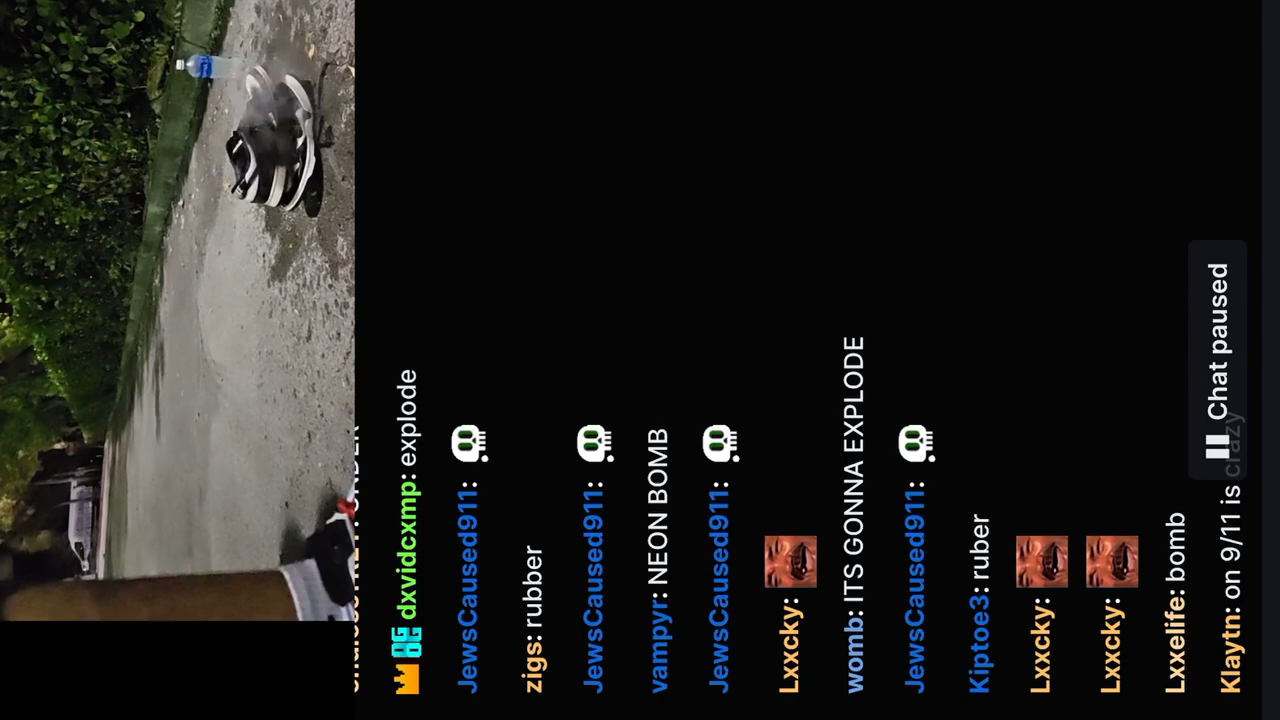 BG dxvidcxmp: explode
JewsCaused911:
zigs: rubber
JewsCaused911:
vampyr: NEON BOMB
JewsCaused911:
Lxxcky:
womb: ITS GONNA EXPLODE
JewsCaused911:
Kiptoe3: ruber
Lxxcky:
Lxxcky:
Lxxelife: bomb
Klaytn: on 9/11 is crazy
Chat paused